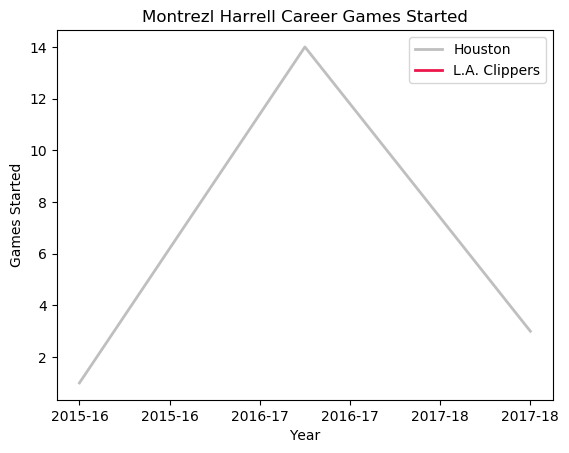 Montrezl Harrell Career Games Started
Houston
L.A. Clippers
14
12
10
8
6
4
2
Games Started
2015-16 2015-16 2016-17 2016-17 2017-18 2017-18
Year